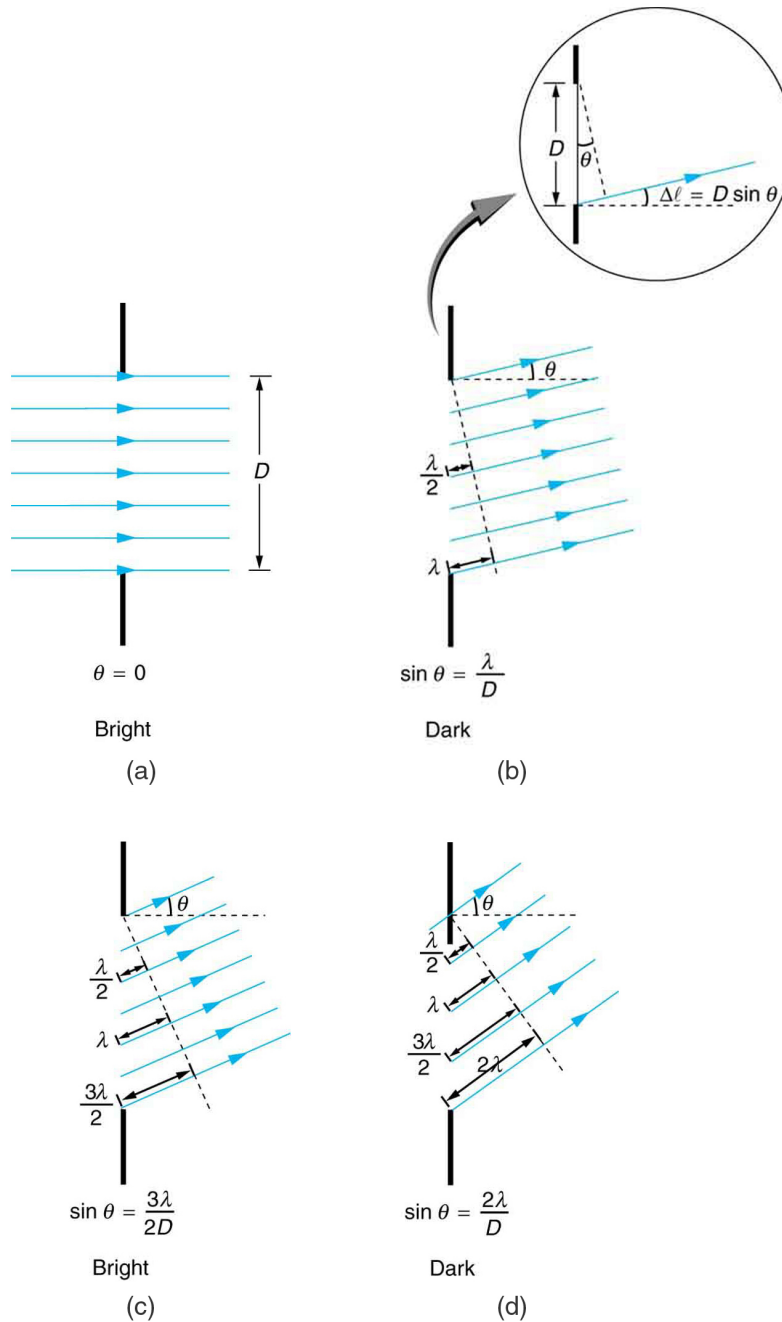 D
θ
Δℓ = D sin θ
D
θ
λ/2
λ
θ = 0
Bright
(a)
sin θ = λ/D
Dark
(b)
θ
λ/2
λ
3λ/2
sin θ = 3λ/2D
Bright
(c)
θ
λ/2
λ
3λ/2
2λ
sin θ = 2λ/D
Dark
(d)